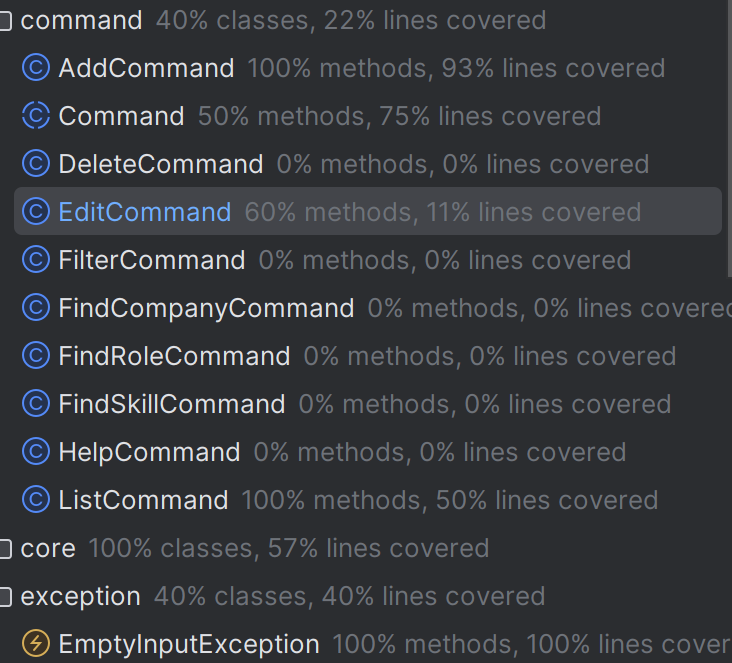 command 40% classes, 22% lines covered
AddCommand 100% methods, 93% lines covered
Command 50% methods, 75% lines covered
DeleteCommand 0% methods, 0% lines covered
EditCommand 60% methods, 11% lines covered
FilterCommand 0% methods, 0% lines covered
FindCompanyCommand 0% methods, 0% lines covered
FindRoleCommand 0% methods, 0% lines covered
FindSkillCommand 0% methods, 0% lines covered
HelpCommand 0% methods, 0% lines covered
ListCommand 100% methods, 50% lines covered
core 100% classes, 57% lines covered
exception 40% classes, 40% lines covered
EmptyInputException 100% methods, 100% lines cover